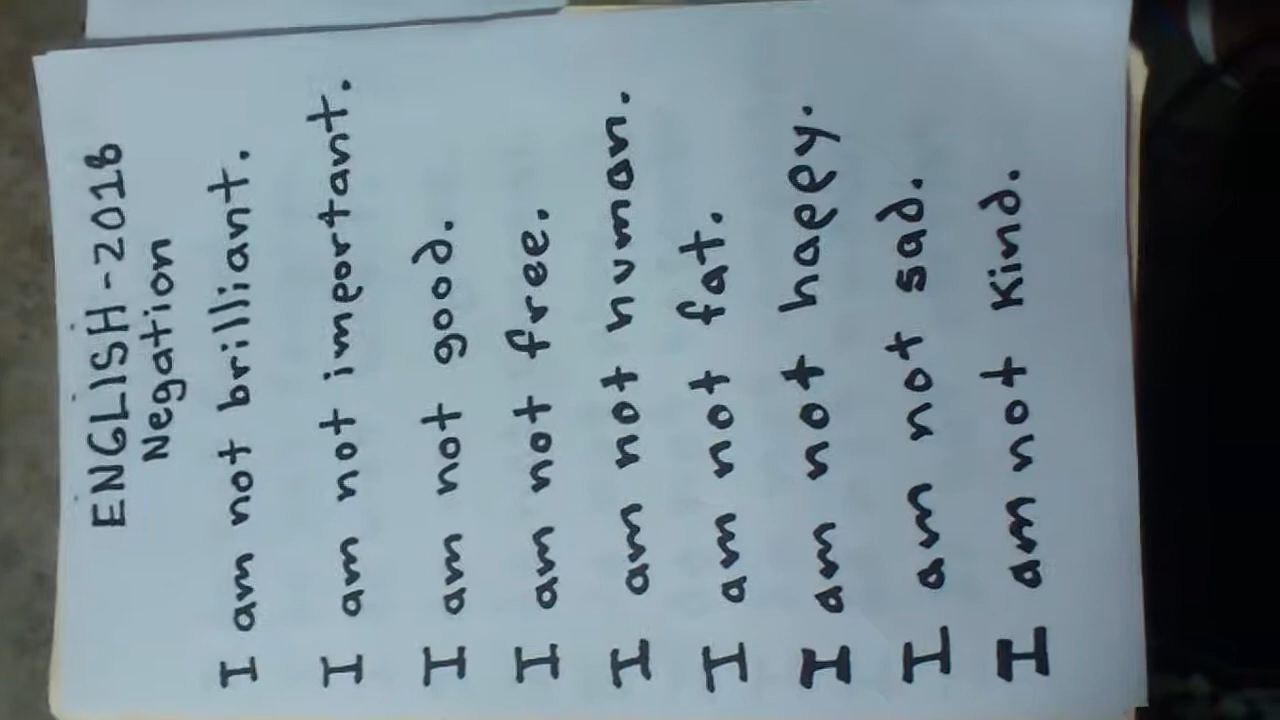 ENGLISH-2018
Negation
I am not brilliant.
I am not important.
I am not good.
I am not free.
I am not human.
I am not fat.
I am not happy.
I am not sad.
I am not kind.